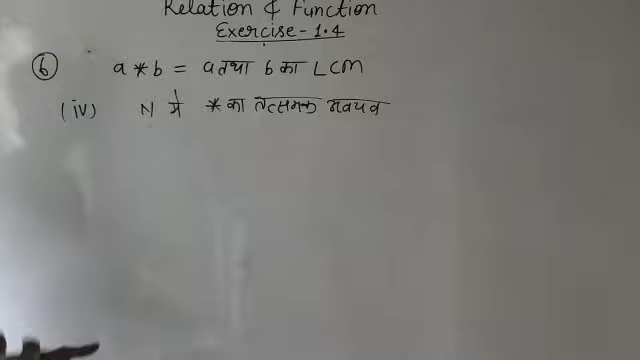 Relation & Function
Exercise - 1.4
(6) a * b = a तथा b का LCM
(iv) N मे * का तत्समक अवयव